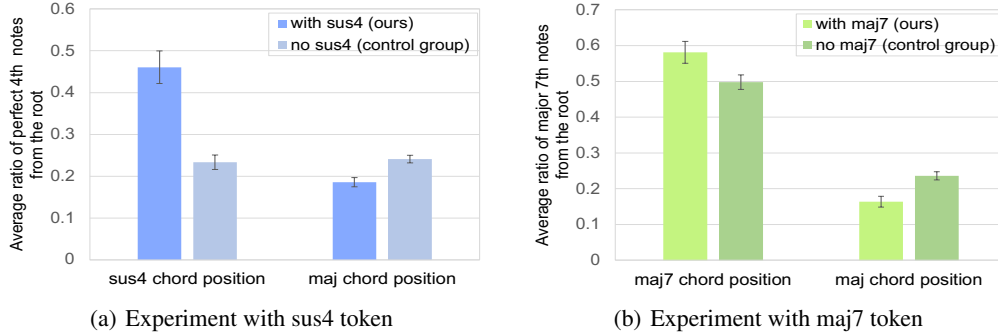 Average ratio of perfect 4th notes
from the root
0.6
0.5
0.4
0.3
0.2
0.1
0
with sus4 (ours)
no sus4 (control group)
sus4 chord position
maj chord position
(a) Experiment with sus4 token
Average ratio of major 7th notes
from the root
0.7
0.6
0.5
0.4
0.3
0.2
0.1
0
with maj7 (ours)
no maj7 (control group)
maj7 chord position
maj chord position
(b) Experiment with maj7 token